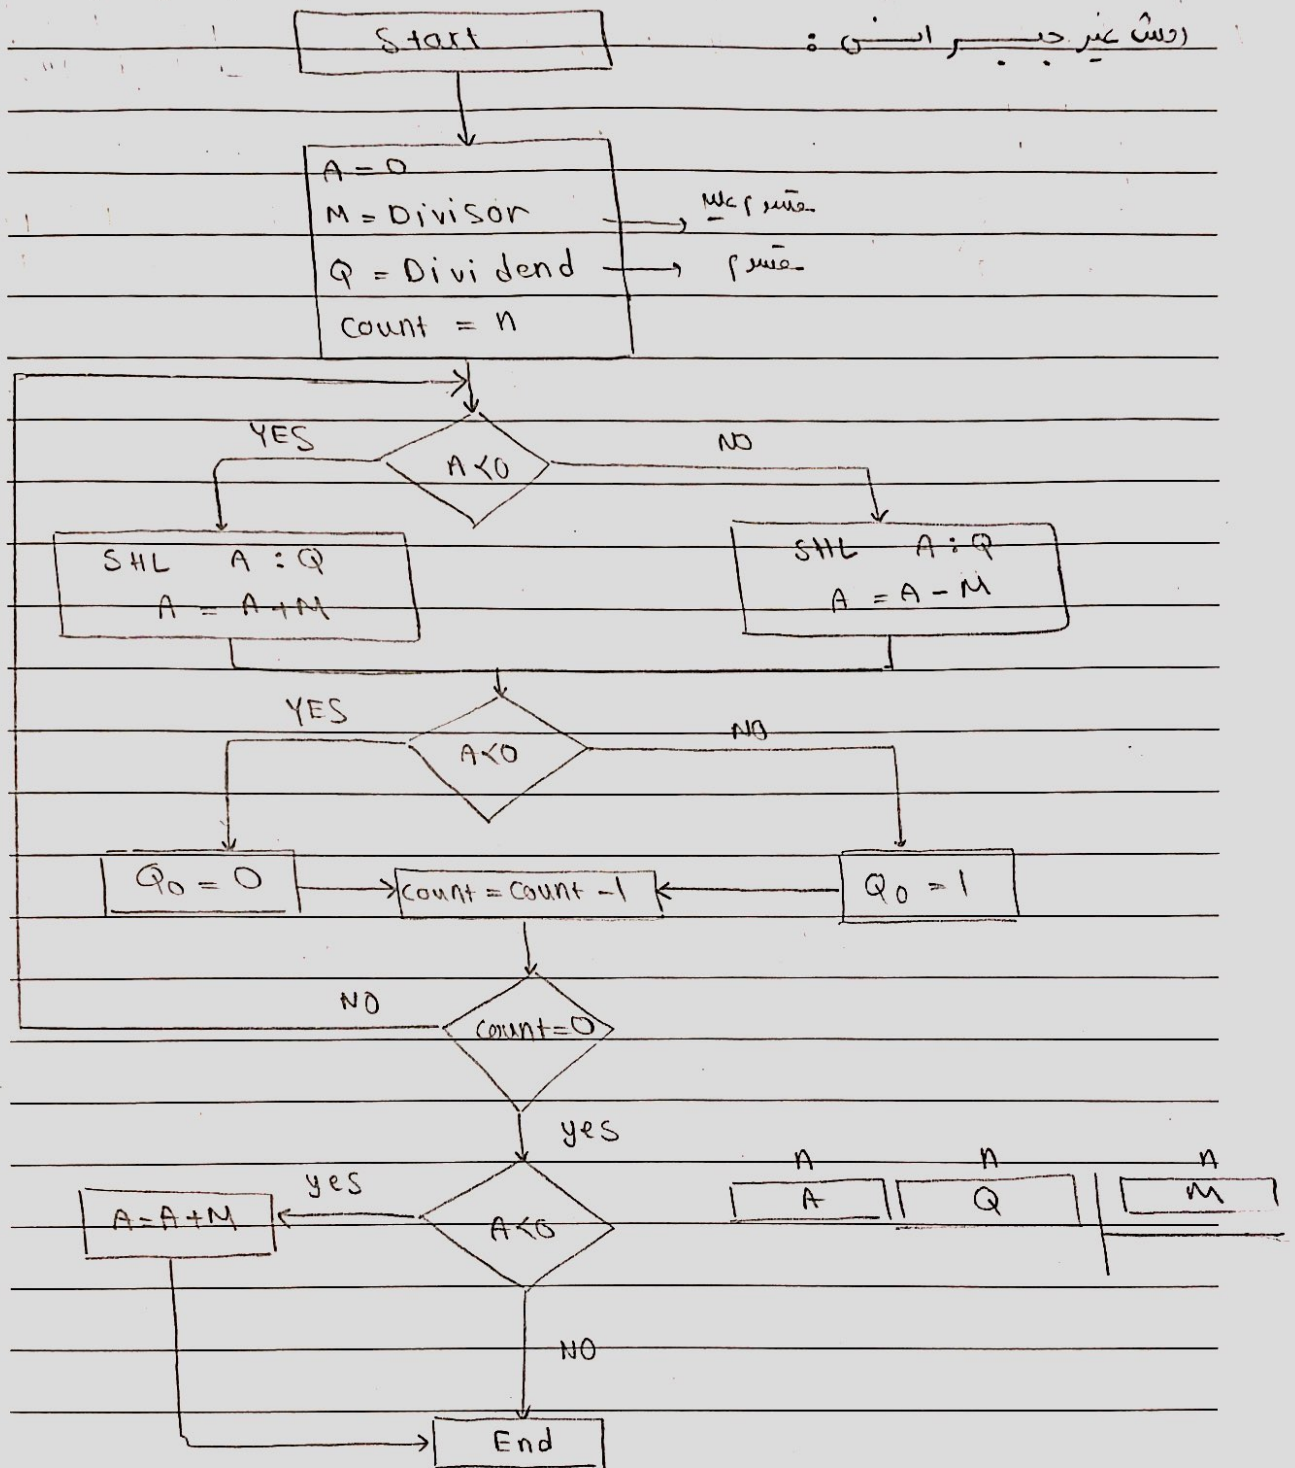 روش غیر جبرانی :
Start
A = 0
M = Divisor → مقسوم علیه
Q = Dividend → مقسوم
Count = n
A<0
YES
NO
SHL A : Q
A = A + M
SHL A : Q
A = A - M
A<0
YES
NO
Q0 = 0
Count = Count -1
Q0 = 1
Count=0
NO
yes
n n n
A Q M
A<0
yes
A=A+M
NO
End